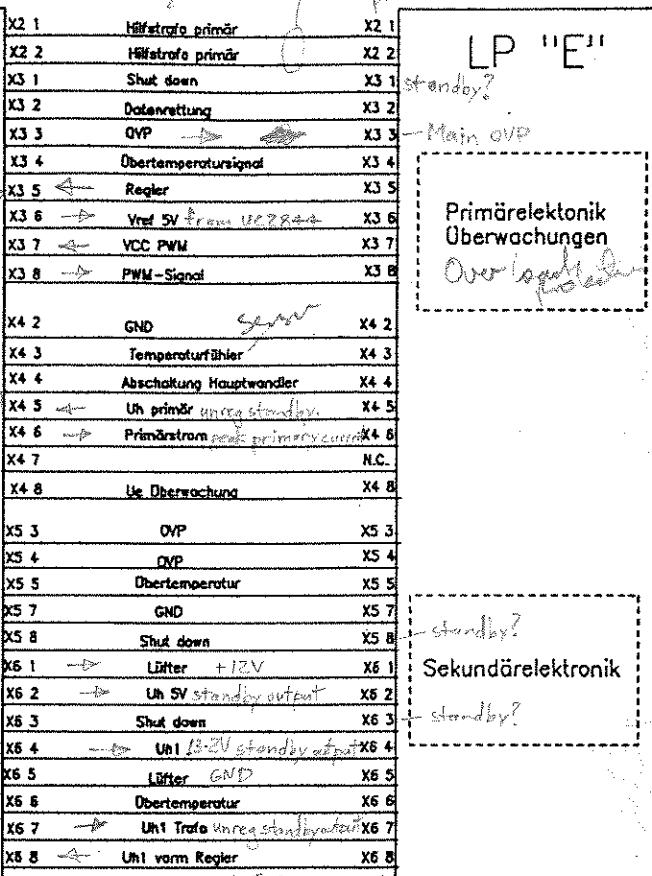 X2 1 Hilfstrafo primär X2 1
X2 2 Hilfstrafo primär X2 2
X3 1 Shut down X3 1 standby?
X3 2 Datenrettung X3 2
X3 3 OVP X3 3 Main OVP
X3 4 Übertemperatursignal X3 4
X3 5 Regler X3 5
X3 6 Vref 5V from UC2844 X3 6
X3 7 VCC PWM X3 7
X3 8 PWM-Signal X3 8
X4 2 GND X4 2
X4 3 Temperaturfühler X4 3
X4 4 Abschaltung Hauptwandler X4 4
X4 5 Uh primär unreg standby. X4 5
X4 6 Primärstrom peak primary current X4 6
X4 7 N.C.
X4 8 Ue Überwachung X4 8
X5 3 OVP X5 3
X5 4 OVP X5 4
X5 5 Übertemperatur X5 5
X5 7 GND X5 7
X5 8 Shut down X5 8 standby?
X6 1 Lüfter +12V X6 1
X6 2 Uh 5V standby output X6 2
X6 3 Shut down X6 3 standby?
X6 4 Uh1 13.2V standby output X6 4
X6 5 Lüfter GND X6 5
X6 6 Übertemperatur X6 6
X6 7 Uh1 Trafo unreg standby output X6 7
X6 8 Uh1 vorm Regler X6 8
LP "E"
Primärelektonik
Überwachungen
Over
Sekundärelektronik